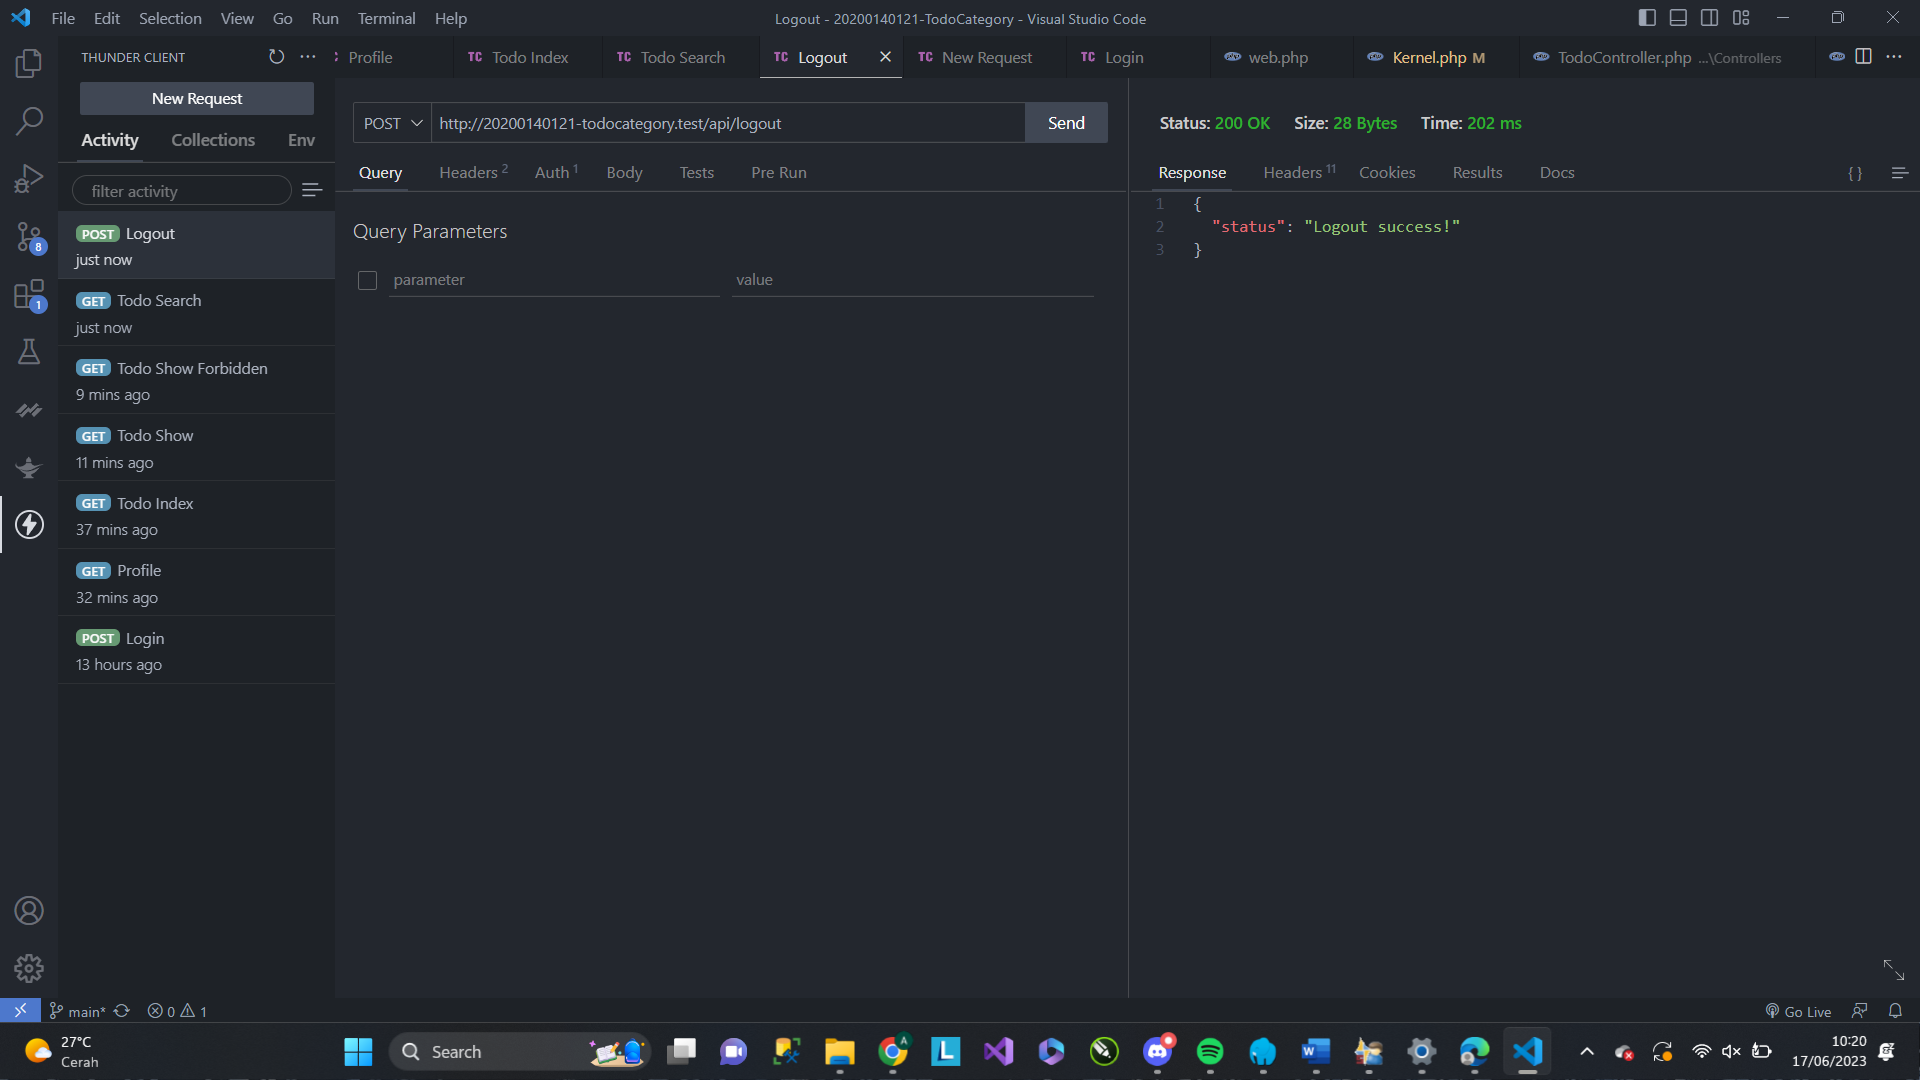 File Edit Selection View Go Run Terminal Help
Logout - 20200140121-TodoCategory - Visual Studio Code
THUNDER CLIENT
Profile
TC Todo Index
TC Todo Search
TC Logout
TC New Request
TC Login
web.php
Kernel.php M
TodoController.php ...\Controllers
New Request
Activity Collections Env
filter activity
POST Logout
just now
GET Todo Search
just now
GET Todo Show Forbidden
9 mins ago
GET Todo Show
11 mins ago
GET Todo Index
37 mins ago
GET Profile
32 mins ago
POST Login
13 hours ago
POST http://20200140121-todocategory.test/api/logout Send
Query Headers 2 Auth 1 Body Tests Pre Run
Query Parameters
parameter value
Status: 200 OK Size: 28 Bytes Time: 202 ms
Response Headers 11 Cookies Results Docs { }
1 {
2 "status": "Logout success!"
3 }
8
1
main* 0 1
Go Live
27°C
Cerah
Search
A
L
10:20
17/06/2023